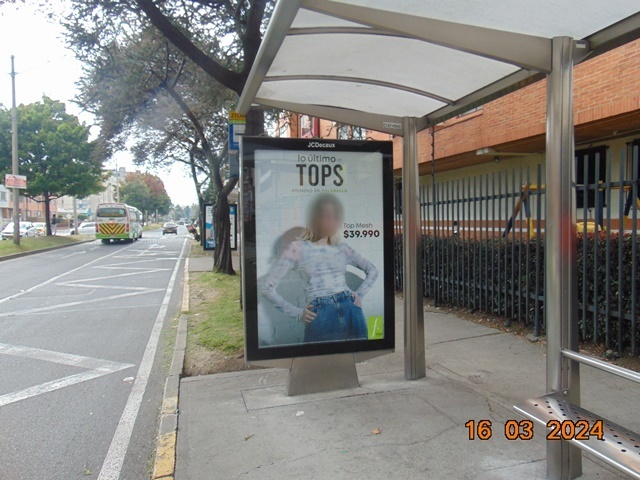 JCDecaux
lo último en
TOPS
Top Mesh
$39.990
f.
16 03 2024